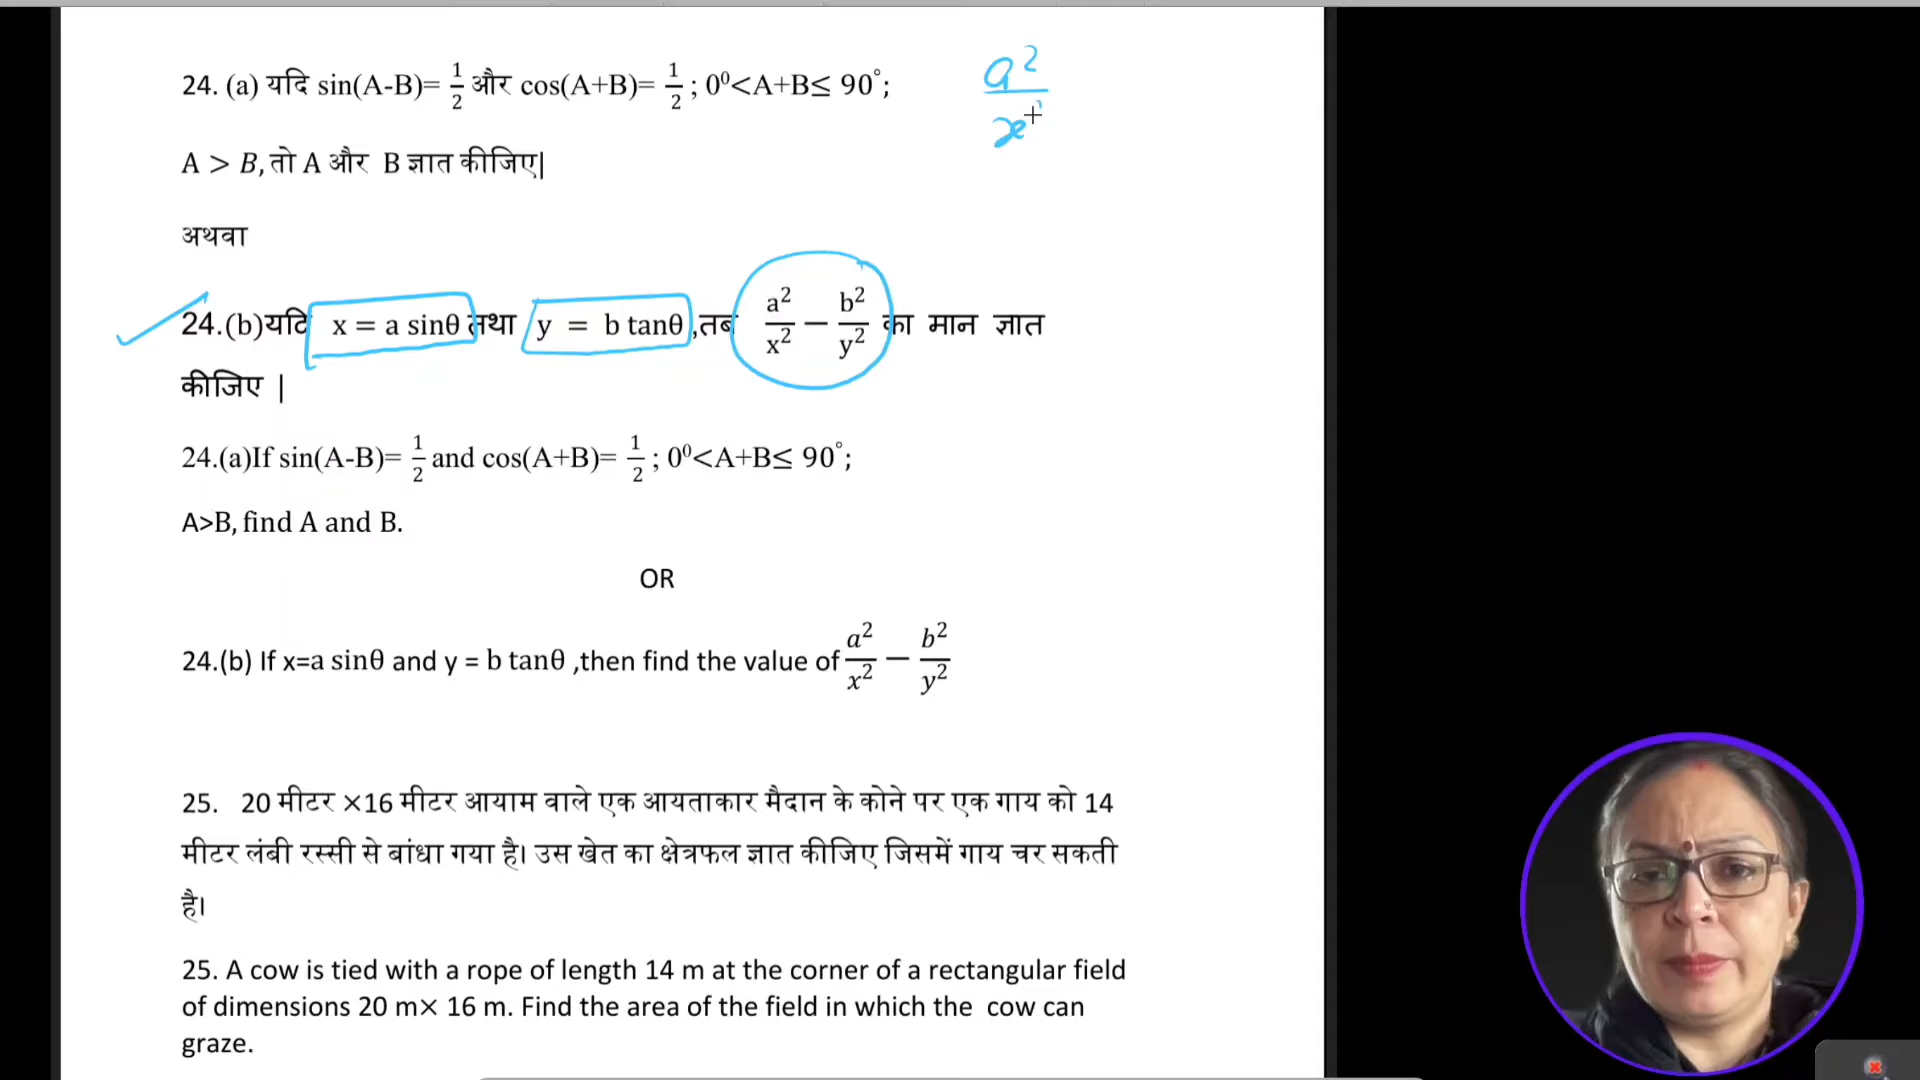 24. (a) यदि sin(A-B)= 1/2 और cos(A+B)= 1/2 ; 0⁰<A+B≤ 90°;
a²/x
A > B, तो A और B ज्ञात कीजिए|
अथवा
24.(b)यदि x = a sinθ तथा y = b tanθ ,तब a²/x² − b²/y² का मान ज्ञात
कीजिए |
24.(a)If sin(A-B)= 1/2 and cos(A+B)= 1/2 ; 0⁰<A+B≤ 90°;
A>B, find A and B.
OR
24.(b) If x=a sinθ and y = b tanθ ,then find the value of a²/x² − b²/y²
25. 20 मीटर ×16 मीटर आयाम वाले एक आयताकार मैदान के कोने पर एक गाय को 14
मीटर लंबी रस्सी से बांधा गया है। उस खेत का क्षेत्रफल ज्ञात कीजिए जिसमें गाय चर सकती
है।
25. A cow is tied with a rope of length 14 m at the corner of a rectangular field
of dimensions 20 m× 16 m. Find the area of the field in which the cow can
graze.